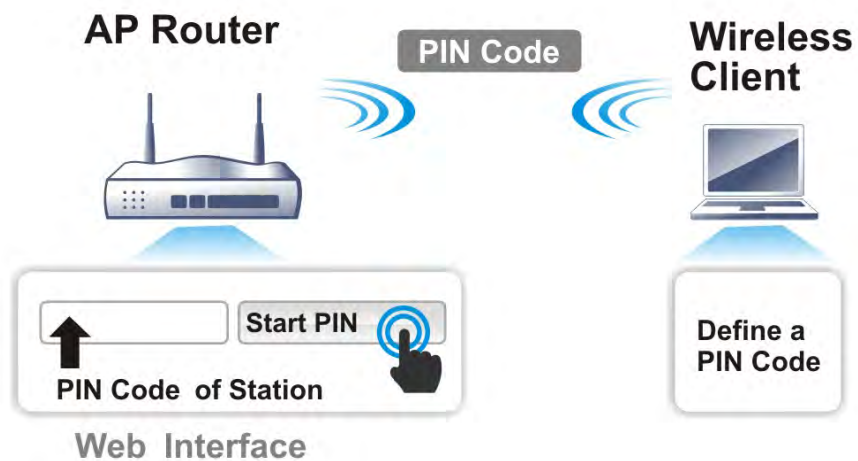 AP Router
PIN Code
Wireless
Client
Start PIN
PIN Code of Station
Web Interface
Define a
PIN Code